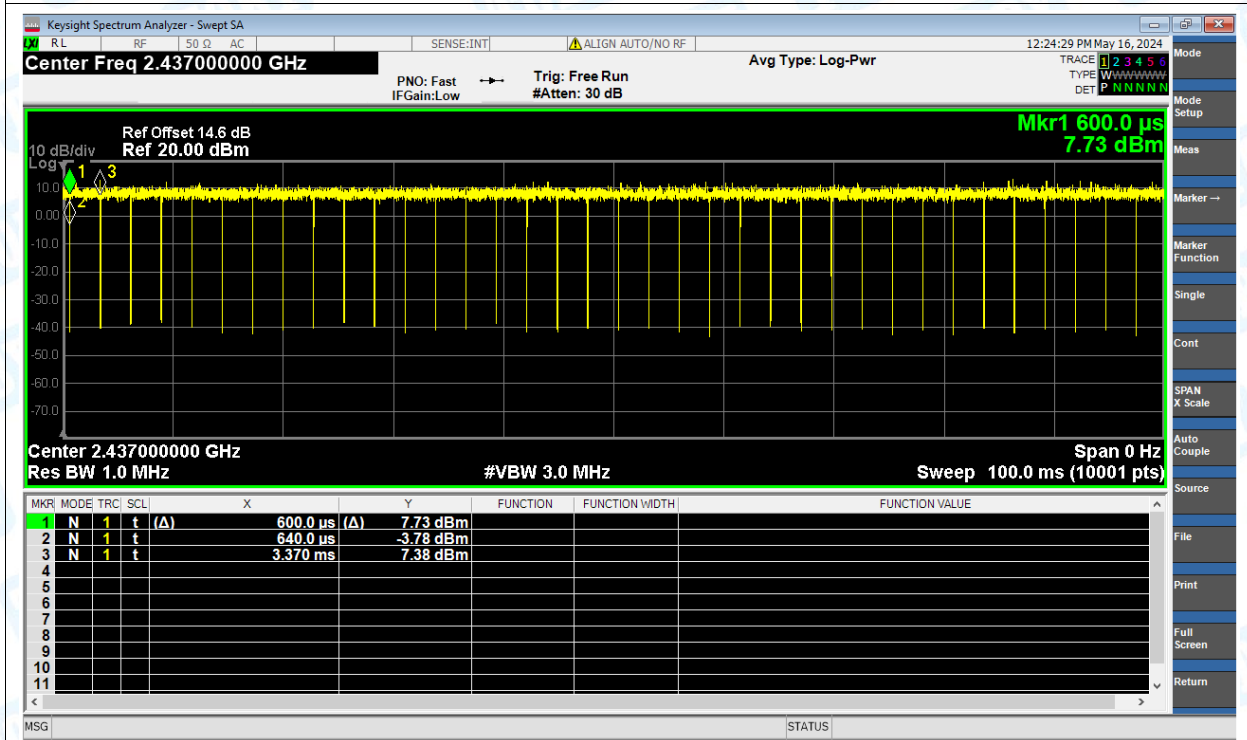 Keysight Spectrum Analyzer - Swept SA
LXI RL RF 50 Ω AC SENSE:INT ALIGN AUTO/NO RF 12:24:29 PM May 16, 2024
Center Freq 2.437000000 GHz
PNO: Fast
IFGain:Low
Trig: Free Run
#Atten: 30 dB
Avg Type: Log-Pwr
TRACE 1 2 3 4 5 6
TYPE WWWWWW
DET P N N N N N
Ref Offset 14.6 dB
10 dB/div Ref 20.00 dBm
Log
Mkr1 600.0 µs
7.73 dBm
1
3
2
10.0
0.00
-10.0
-20.0
-30.0
-40.0
-50.0
-60.0
-70.0
Center 2.437000000 GHz Span 0 Hz
Res BW 1.0 MHz #VBW 3.0 MHz Sweep 100.0 ms (10001 pts)
MKR MODE TRC SCL X Y FUNCTION FUNCTION WIDTH FUNCTION VALUE
1 N 1 t (Δ) 600.0 µs (Δ) 7.73 dBm
2 N 1 t 640.0 µs -3.78 dBm
3 N 1 t 3.370 ms 7.38 dBm
4
5
6
7
8
9
10
11
MSG STATUS
Mode
Mode
Setup
Meas
Marker →
Marker
Function
Single
Cont
SPAN
X Scale
Auto
Couple
Source
File
Print
Full
Screen
Return